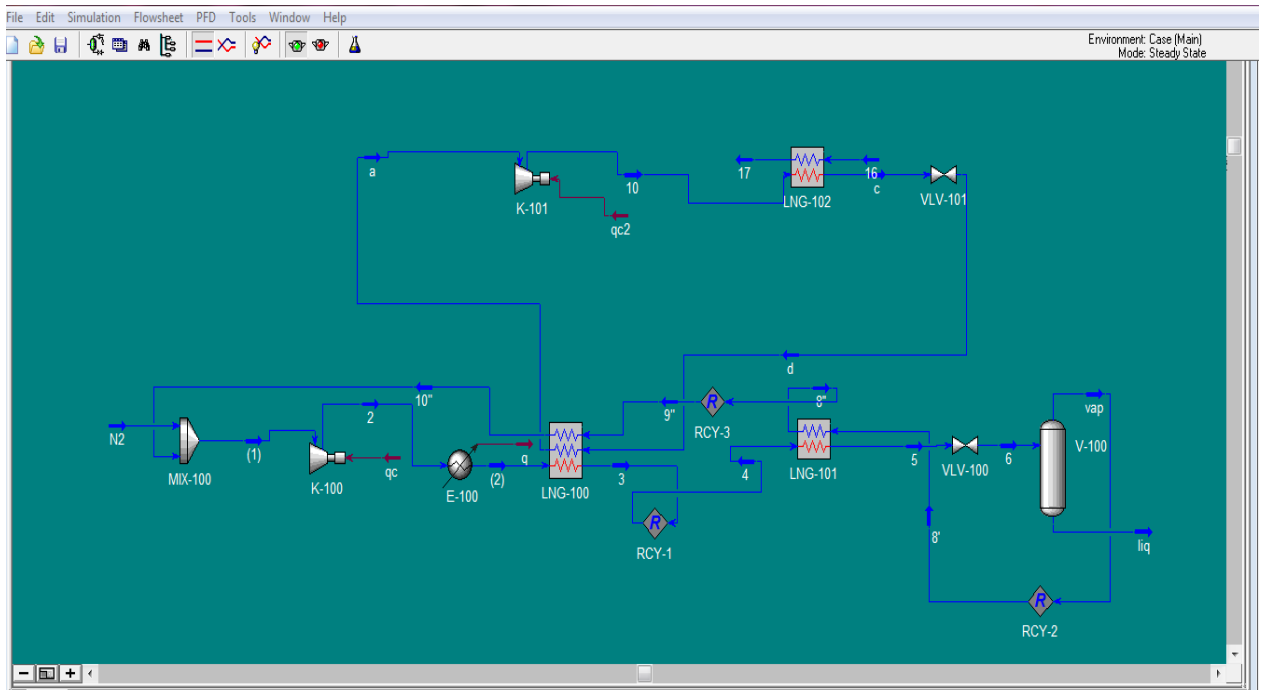 File Edit Simulation Flowsheet PFD Tools Window Help
Environment: Case (Main)
Mode: Steady State
a
K-101
10
qc2
17
16
c
LNG-102
VLV-101
d
10"
2
9"
R
RCY-3
8"
vap
N2
MIX-100
(1)
K-100
qc
E-100
q
(2)
LNG-100
3
R
RCY-1
4
LNG-101
5
VLV-100
6
V-100
8'
liq
R
RCY-2